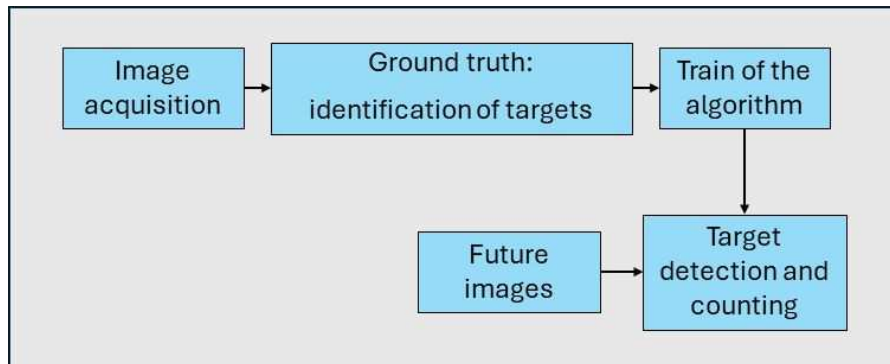 Image
acquisition
Ground truth:
identification of targets
Train of the
algorithm
Future
images
Target
detection and
counting